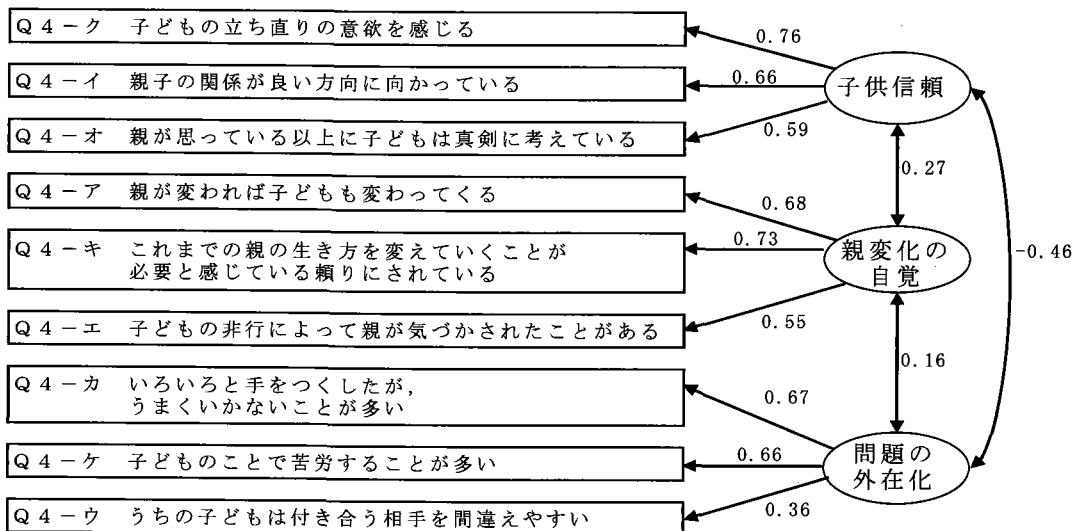 Q4-ク 子どもの立ち直りの意欲を感じる
0.76
Q4-イ 親子の関係が良い方向に向かっている
0.66
子供信頼
Q4-オ 親が思っている以上に子どもは真剣に考えている
0.59
0.27
Q4-ア 親が変われば子どもも変わってくる
0.68
Q4-キ これまでの親の生き方を変えていくことが
必要と感じている頼りにされている
0.73
親変化の
自覚
-0.46
Q4-エ 子どもの非行によって親が気づかされたことがある
0.55
0.16
Q4-カ いろいろと手をつくしたが,
うまくいかないことが多い
0.67
Q4-ケ 子どものことで苦労することが多い
0.66
問題の
外在化
Q4-ウ うちの子どもは付き合う相手を間違えやすい
0.36